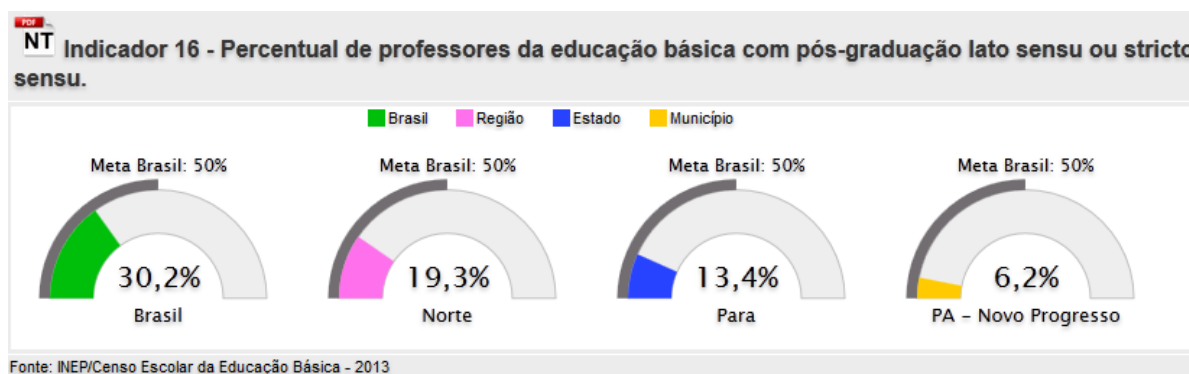 PDF
NT Indicador 16 - Percentual de professores da educação básica com pós-graduação lato sensu ou stricto
sensu.
Brasil Região Estado Município
Meta Brasil: 50% Meta Brasil: 50% Meta Brasil: 50% Meta Brasil: 50%
30,2% 19,3% 13,4% 6,2%
Brasil Norte Para PA – Novo Progresso
Fonte: INEP/Censo Escolar da Educação Básica - 2013